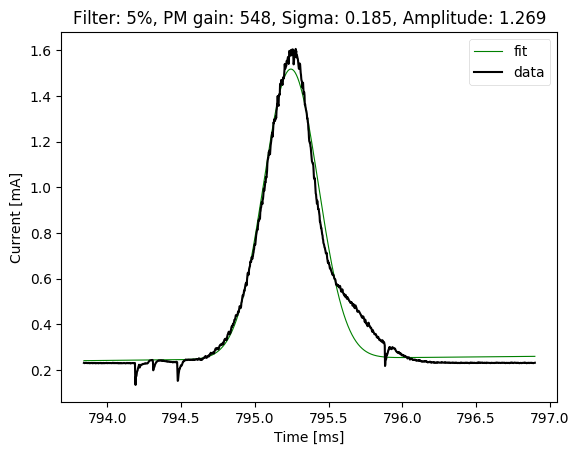 Filter: 5%, PM gain: 548, Sigma: 0.185, Amplitude: 1.269
fit
data
1.6
1.4
1.2
1.0
0.8
0.6
0.4
0.2
Current [mA]
794.0 794.5 795.0 795.5 796.0 796.5 797.0
Time [ms]